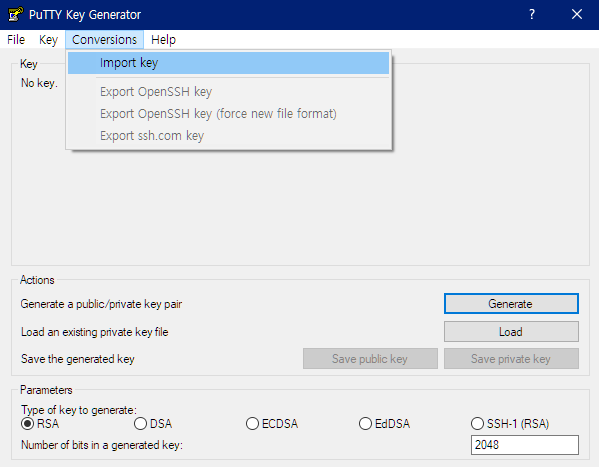 PuTTY Key Generator ? ×
File Key Conversions Help
Import key
Export OpenSSH key
Export OpenSSH key (force new file format)
Export ssh.com key
Key
No key.
Actions
Generate a public/private key pair Generate
Load an existing private key file Load
Save the generated key Save public key Save private key
Parameters
Type of key to generate:
RSA DSA ECDSA EdDSA SSH-1 (RSA)
Number of bits in a generated key: 2048